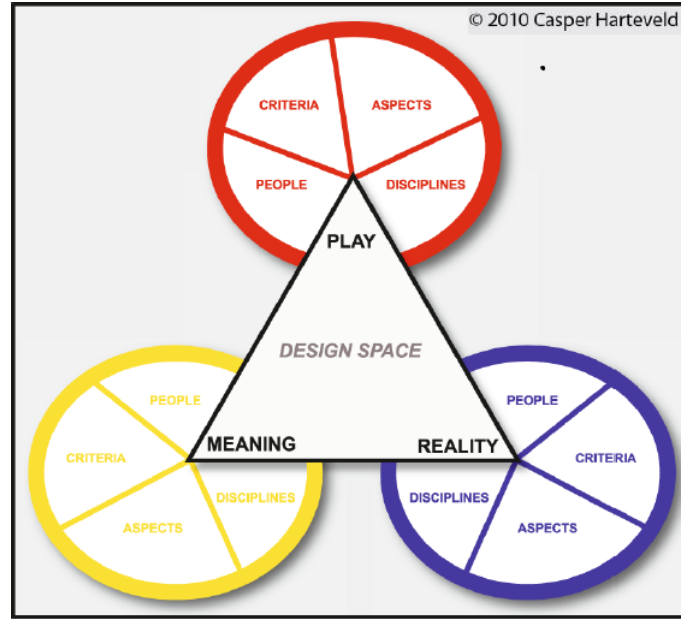 © 2010 Casper Harteveld
CRITERIA
ASPECTS
PEOPLE
DISCIPLINES
PLAY
DESIGN SPACE
PEOPLE
PEOPLE
MEANING
REALITY
CRITERIA
CRITERIA
DISCIPLINES
DISCIPLINES
ASPECTS
ASPECTS